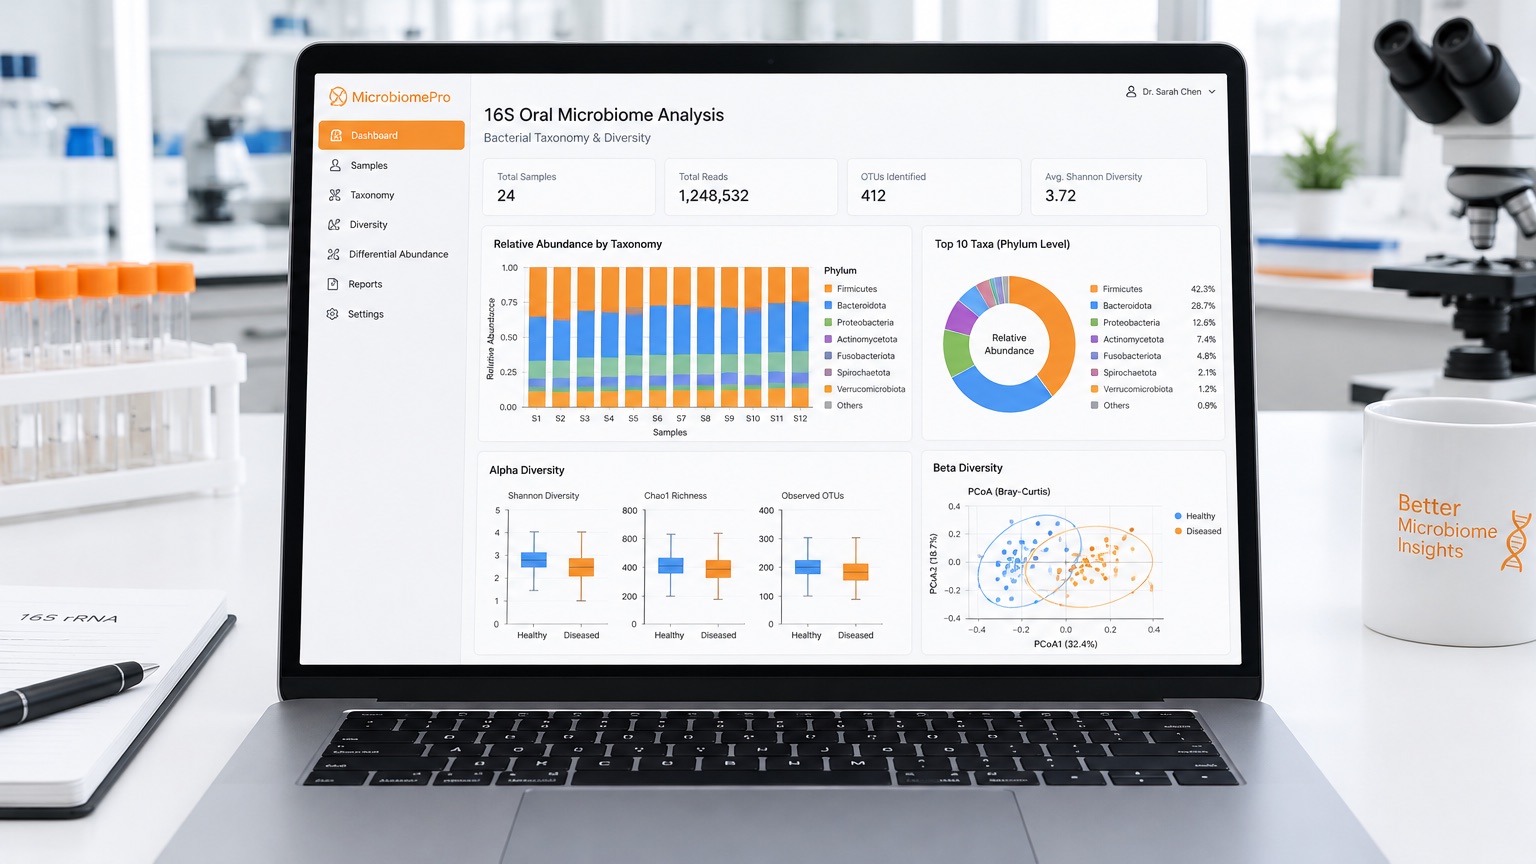 MicrobiomePro
Dashboard
Samples
Taxonomy
Diversity
Differential Abundance
Reports
Settings
Dr. Sarah Chen
16S Oral Microbiome Analysis
Bacterial Taxonomy & Diversity
Total Samples
24
Total Reads
1,248,532
OTUs Identified
412
Avg. Shannon Diversity
3.72
Relative Abundance by Taxonomy
1.00
0.75
0.50
0.25
0.00
S1 S2 S3 S4 S5 S6 S7 S8 S9 S10 S11 S12
Samples
Phylum
Firmicutes
Bacteroidota
Proteobacteria
Actinomycetota
Fusobacteriota
Spirochaetota
Verrucomicrobiota
Others
Top 10 Taxa (Phylum Level)
Relative
Abundance
Firmicutes 42.3%
Bacteroidota 28.7%
Proteobacteria 12.6%
Actinomycetota 7.4%
Fusobacteriota 4.8%
Spirochaetota 2.1%
Verrucomicrobiota 1.2%
Others 0.9%
Alpha Diversity
Shannon Diversity
5
4
3
2
1
0
Healthy Diseased
Chao1 Richness
800
600
400
200
0
Healthy Diseased
Observed OTUs
400
300
200
100
0
Healthy Diseased
Beta Diversity
PCoA (Bray-Curtis)
0.4
0.2
0.0
−0.2
−0.4
−0.4 −0.2 0.0 0.2 0.4
PCoA1 (32.4%)
Healthy
Diseased
16S rRNA
Better
Microbiome
Insights